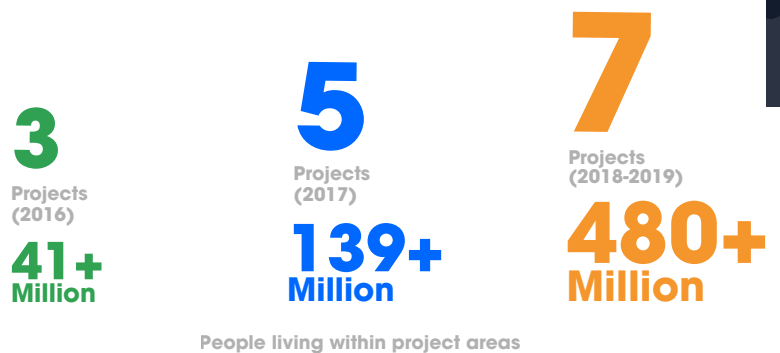 3
Projects
(2016)
41+
Million
5
Projects
(2017)
139+
Million
7
Projects
(2018-2019)
480+
Million
People living within project areas